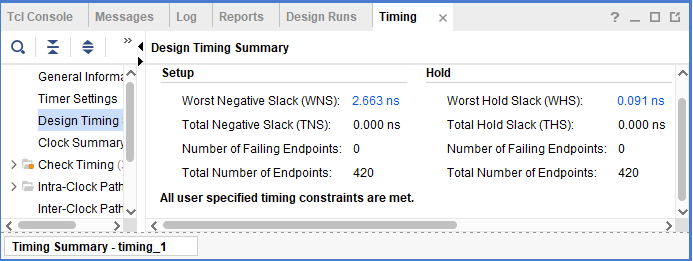 Tcl Console Messages Log Reports Design Runs Timing
Design Timing Summary
General Informa
Timer Settings
Design Timing
Clock Summary
Check Timing (
Intra-Clock Path
Inter-Clock Path
Setup Hold
Worst Negative Slack (WNS): 2.663 ns Worst Hold Slack (WHS): 0.091 ns
Total Negative Slack (TNS): 0.000 ns Total Hold Slack (THS): 0.000 ns
Number of Failing Endpoints: 0 Number of Failing Endpoints: 0
Total Number of Endpoints: 420 Total Number of Endpoints: 420
All user specified timing constraints are met.
Timing Summary - timing_1